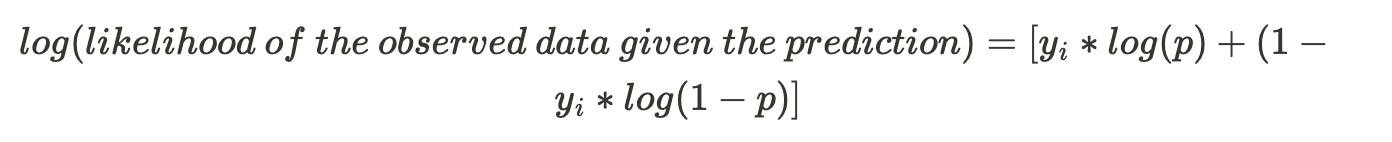 log(likelihood of the observed data given the prediction) = [yᵢ * log(p) + (1 −
yᵢ * log(1 − p)]